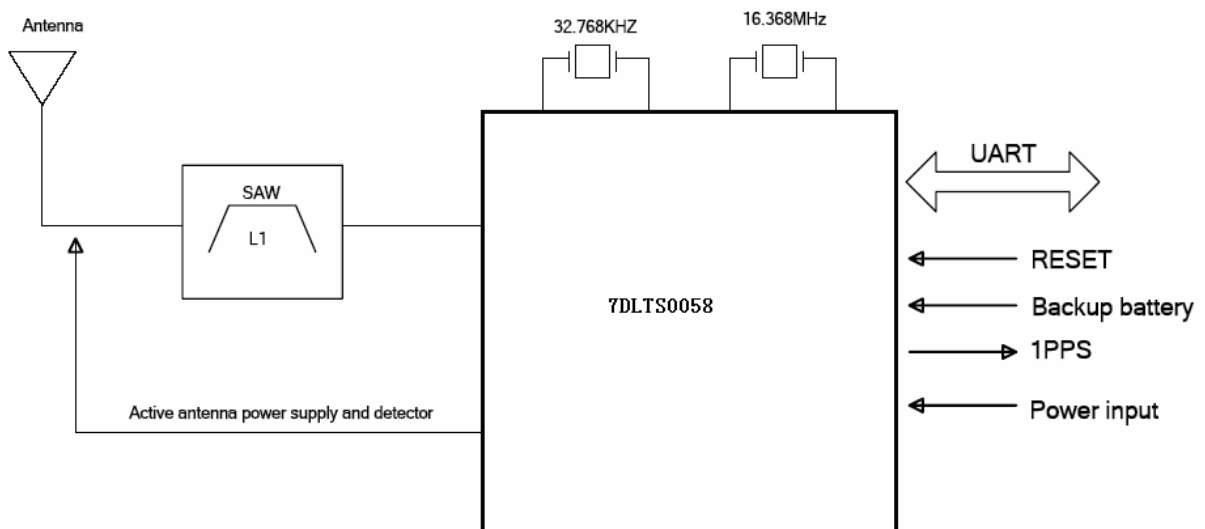 Antenna
32.768KHZ
16.368MHz
SAW
L1
UART
RESET
7DLTS0058
Backup battery
1PPS
Active antenna power supply and detector
Power input